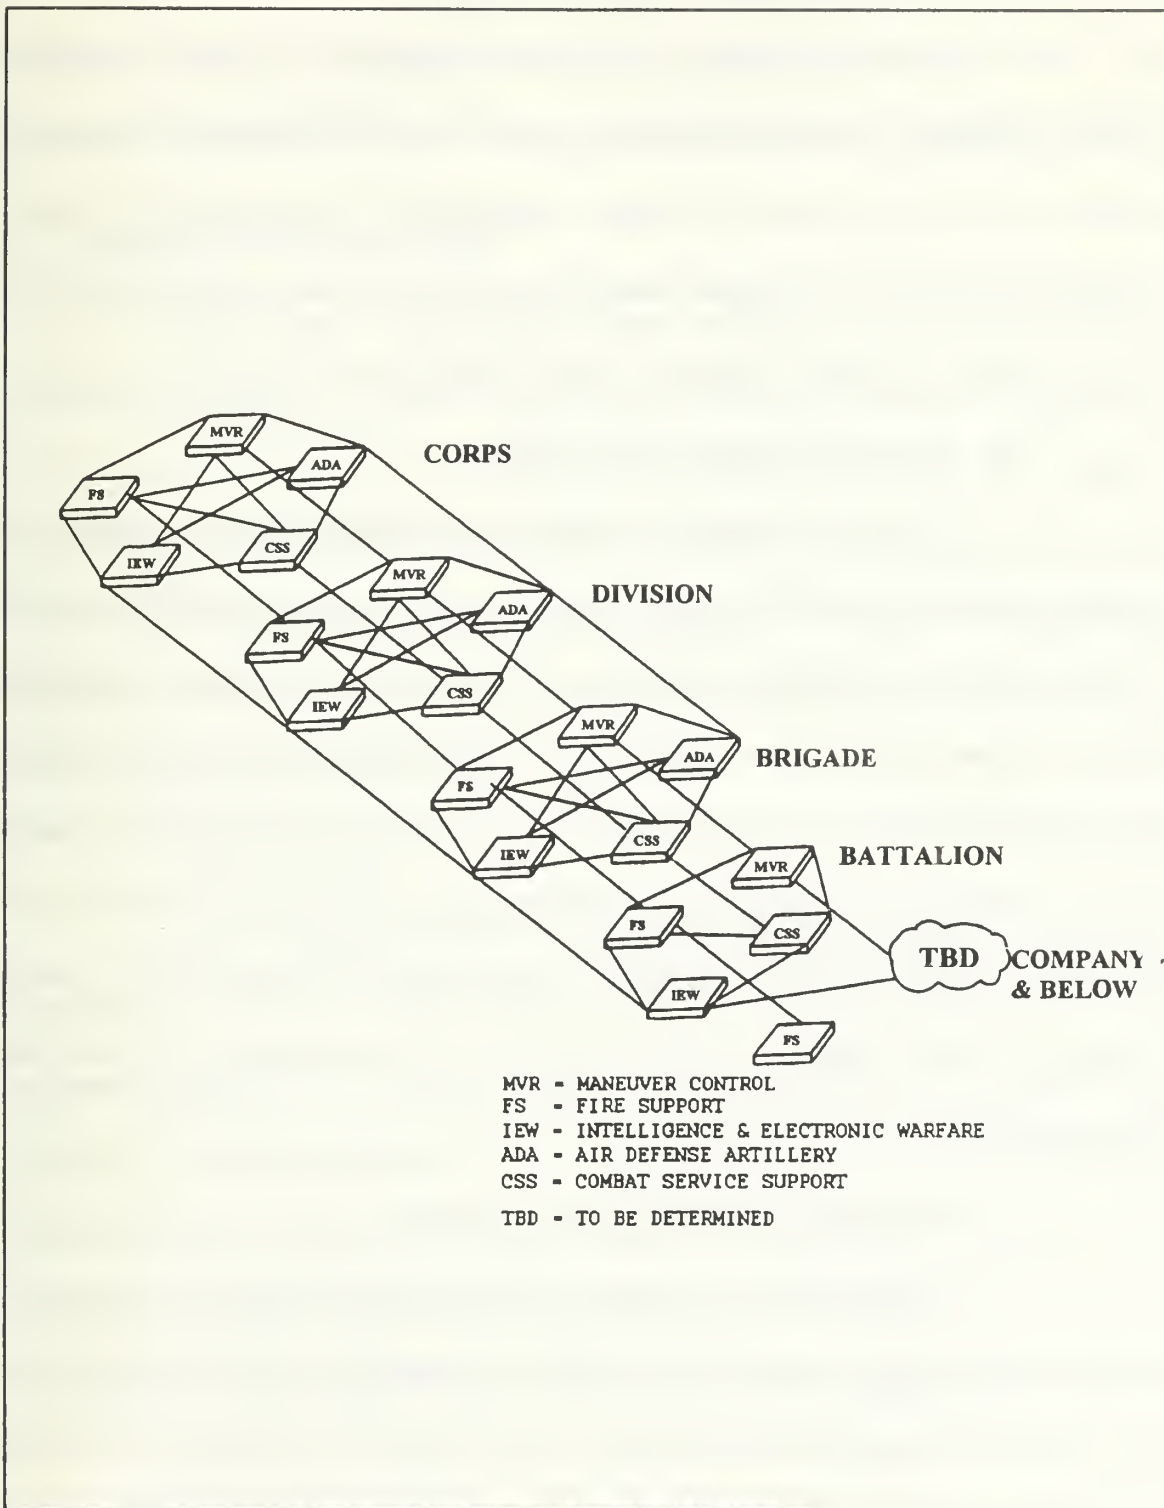 MVR
ADA
CORPS
FS
CSS
IEW
MVR
DIVISION
ADA
FS
CSS
IEW
MVR
BRIGADE
ADA
FS
CSS
IEW
BATTALION
MVR
FS
CSS
TBD COMPANY
& BELOW
IEW
FS
MVR - MANEUVER CONTROL
FS - FIRE SUPPORT
IEW - INTELLIGENCE & ELECTRONIC WARFARE
ADA - AIR DEFENSE ARTILLERY
CSS - COMBAT SERVICE SUPPORT
TBD - TO BE DETERMINED